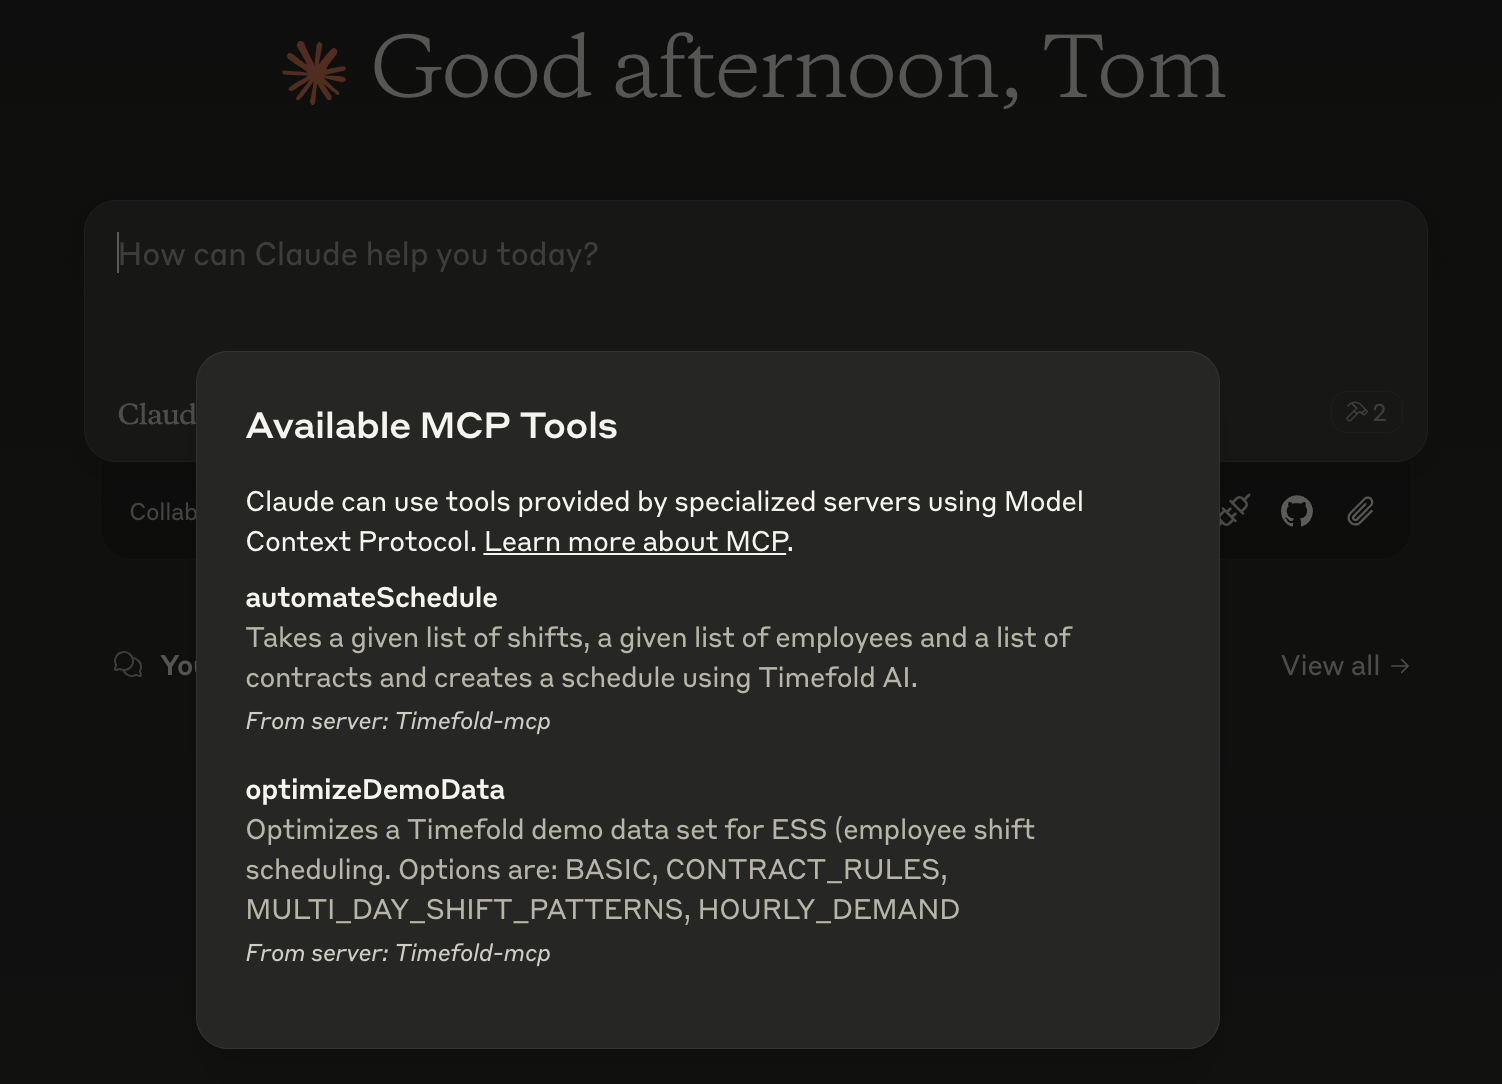 Good afternoon, Tom
How can Claude help you today?
Claud
2
Available MCP Tools
Claude can use tools provided by specialized servers using Model
Context Protocol. Learn more about MCP.
Collab
automateSchedule
Takes a given list of shifts, a given list of employees and a list of
contracts and creates a schedule using Timefold AI.
You
View all →
From server: Timefold-mcp
optimizeDemoData
Optimizes a Timefold demo data set for ESS (employee shift
scheduling. Options are: BASIC, CONTRACT_RULES,
MULTI_DAY_SHIFT_PATTERNS, HOURLY_DEMAND
From server: Timefold-mcp